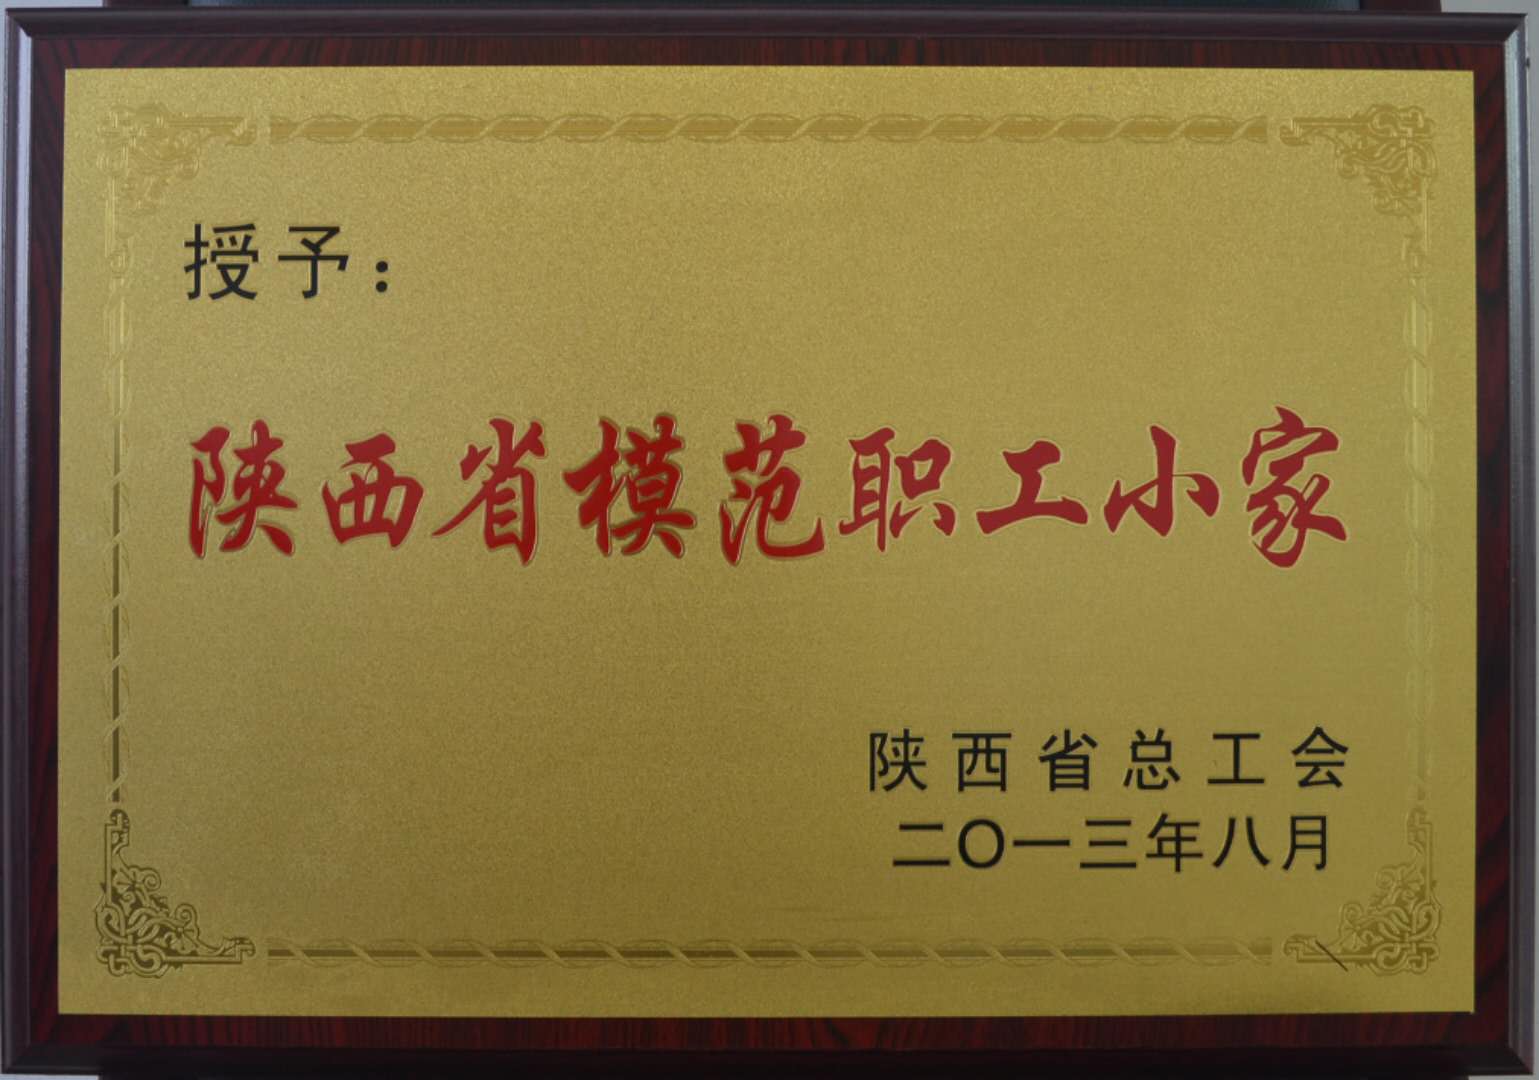 授予：
陕西省模范职工小家
陕西省总工会
二〇一三年八月